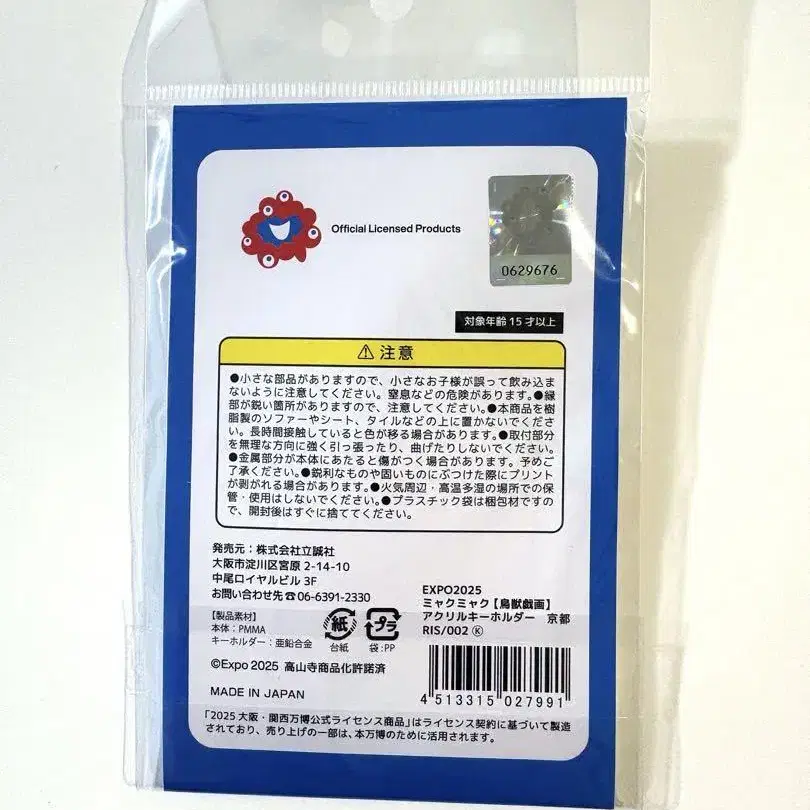 Official Licensed Products
0629676
対象年齢15才以上
⚠注意
●小さな部品がありますので、小さなお子様が誤って飲み込ま
ないように注意してください。窒息などの危険があります。●縁
部が鋭い箇所がありますので、注意してください。●本商品を樹
脂製のソファーやシート、タイルなどの上に置かないでくださ
い。長時間接触していると色が移る場合があります。●取付部分
を無理な方向に強く引っ張ったり、曲げたりしないでください。
●金属部分が本体にあたると傷がつく場合があります。予めご
了承ください。●鋭利なものや固いものにぶつけた際にプリント
が剥がれる場合があります。●火気周辺・高温多湿の場所での保
管・使用はしないでください。●プラスチック袋は梱包材ですの
で、開封後はすぐに捨ててください。
発売元：株式会社立誠社
大阪市淀川区宮原 2-14-10
中尾ロイヤルビル 3F
お問い合わせ先☎06-6391-2330
【製品素材】
本体：PMMA
キーホルダー：亜鉛合金
紙
台紙
プラ
袋:PP
©Expo 2025 高山寺商品化許諾済
MADE IN JAPAN
EXPO2025
ミャクミャク【鳥獣戯画】
アクリルキーホルダー 京都
RIS/002 Ⓚ
4 513315 027991
「2025 大阪・関西万博公式ライセンス商品」はライセンス契約に基づいて製造
されており、売り上げの一部は、本万博のために活用されます。